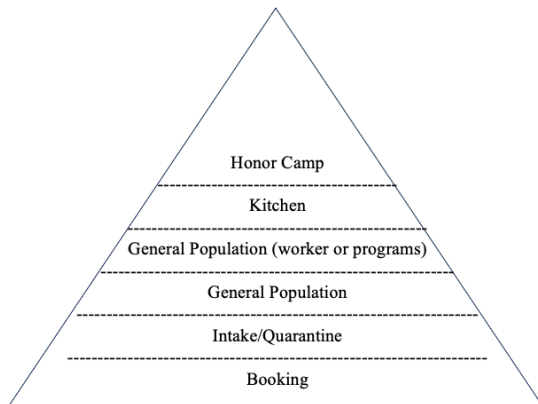 Honor Camp
Kitchen
General Population (worker or programs)
General Population
Intake/Quarantine
Booking